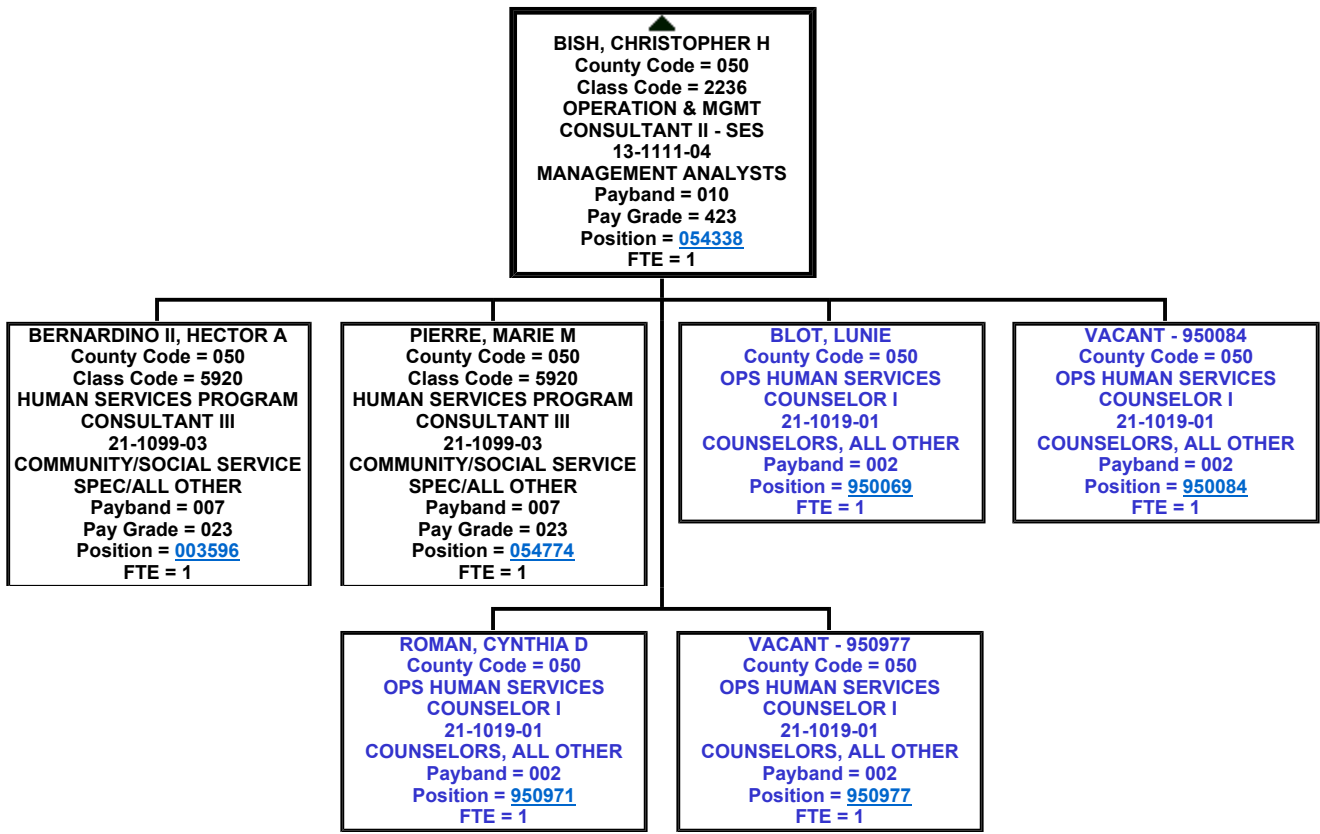 BISH, CHRISTOPHER H
County Code = 050
Class Code = 2236
OPERATION & MGMT
CONSULTANT II - SES
13-1111-04
MANAGEMENT ANALYSTS
Payband = 010
Pay Grade = 423
Position = 054338
FTE = 1
BERNARDINO II, HECTOR A
County Code = 050
Class Code = 5920
HUMAN SERVICES PROGRAM
CONSULTANT III
21-1099-03
COMMUNITY/SOCIAL SERVICE
SPEC/ALL OTHER
Payband = 007
Pay Grade = 023
Position = 003596
FTE = 1
PIERRE, MARIE M
County Code = 050
Class Code = 5920
HUMAN SERVICES PROGRAM
CONSULTANT III
21-1099-03
COMMUNITY/SOCIAL SERVICE
SPEC/ALL OTHER
Payband = 007
Pay Grade = 023
Position = 054774
FTE = 1
BLOT, LUNIE
County Code = 050
OPS HUMAN SERVICES
COUNSELOR I
21-1019-01
COUNSELORS, ALL OTHER
Payband = 002
Position = 950069
FTE = 1
VACANT - 950084
County Code = 050
OPS HUMAN SERVICES
COUNSELOR I
21-1019-01
COUNSELORS, ALL OTHER
Payband = 002
Position = 950084
FTE = 1
ROMAN, CYNTHIA D
County Code = 050
OPS HUMAN SERVICES
COUNSELOR I
21-1019-01
COUNSELORS, ALL OTHER
Payband = 002
Position = 950971
FTE = 1
VACANT - 950977
County Code = 050
OPS HUMAN SERVICES
COUNSELOR I
21-1019-01
COUNSELORS, ALL OTHER
Payband = 002
Position = 950977
FTE = 1